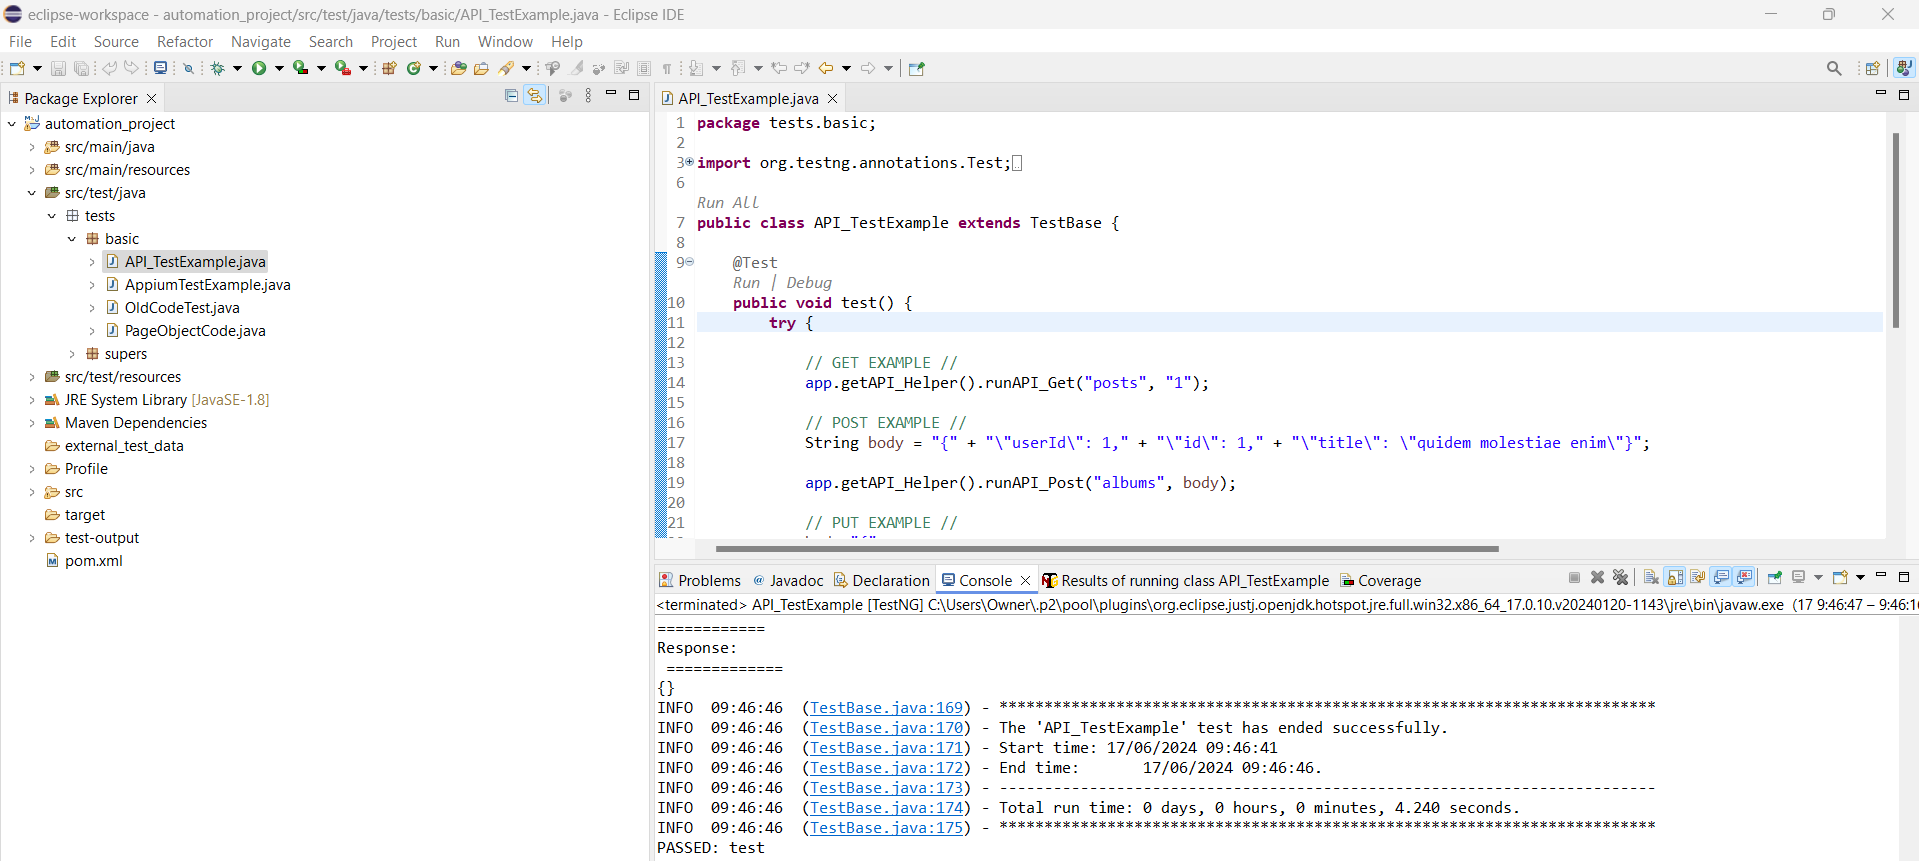 eclipse-workspace - automation_project/src/test/java/tests/basic/API_TestExample.java - Eclipse IDE
File Edit Source Refactor Navigate Search Project Run Window Help
Package Explorer
automation_project
src/main/java
src/main/resources
src/test/java
tests
basic
API_TestExample.java
AppiumTestExample.java
OldCodeTest.java
PageObjectCode.java
supers
src/test/resources
JRE System Library [JavaSE-1.8]
Maven Dependencies
external_test_data
Profile
src
target
test-output
pom.xml
API_TestExample.java
1 package tests.basic;
2
3 import org.testng.annotations.Test;
6
Run All
7 public class API_TestExample extends TestBase {
8
9 @Test
Run | Debug
10 public void test() {
11 try {
12
13 // GET EXAMPLE //
14 app.getAPI_Helper().runAPI_Get("posts", "1");
15
16 // POST EXAMPLE //
17 String body = "{" + "\"userId\": 1," + "\"id\": 1," + "\"title\": \"quidem molestiae enim\"}";
18
19 app.getAPI_Helper().runAPI_Post("albums", body);
20
21 // PUT EXAMPLE //
Problems Javadoc Declaration Console Results of running class API_TestExample Coverage
<terminated> API_TestExample [TestNG] C:\Users\Owner\.p2\pool\plugins\org.eclipse.justj.openjdk.hotspot.jre.full.win32.x86_64_17.0.10.v20240120-1143\jre\bin\javaw.exe (17 9:46:47 – 9:46:1
============
Response:
=============
{}
INFO 09:46:46 (TestBase.java:169) - *************************************************************************
INFO 09:46:46 (TestBase.java:170) - The 'API_TestExample' test has ended successfully.
INFO 09:46:46 (TestBase.java:171) - Start time: 17/06/2024 09:46:41
INFO 09:46:46 (TestBase.java:172) - End time: 17/06/2024 09:46:46.
INFO 09:46:46 (TestBase.java:173) - -------------------------------------------------------------------------
INFO 09:46:46 (TestBase.java:174) - Total run time: 0 days, 0 hours, 0 minutes, 4.240 seconds.
INFO 09:46:46 (TestBase.java:175) - *************************************************************************
PASSED: test